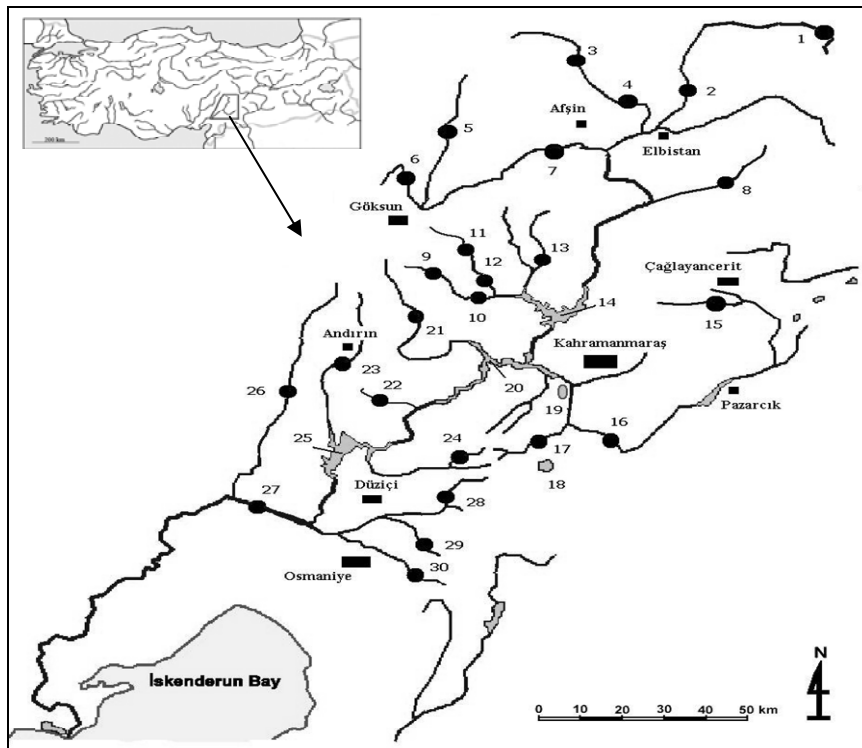 200 km
1
2
3
4
Afşin
Elbistan
5
6
7
8
Göksun
9
10
11
12
13
14
Çağlayancerit
15
Andırın
21
20
Kahramanmaraş
23
22
19
Pazarcık
26
25
24
17
16
18
Düziçi
27
28
29
30
Osmaniye
İskenderun Bay
N
0 10 20 30 40 50 km